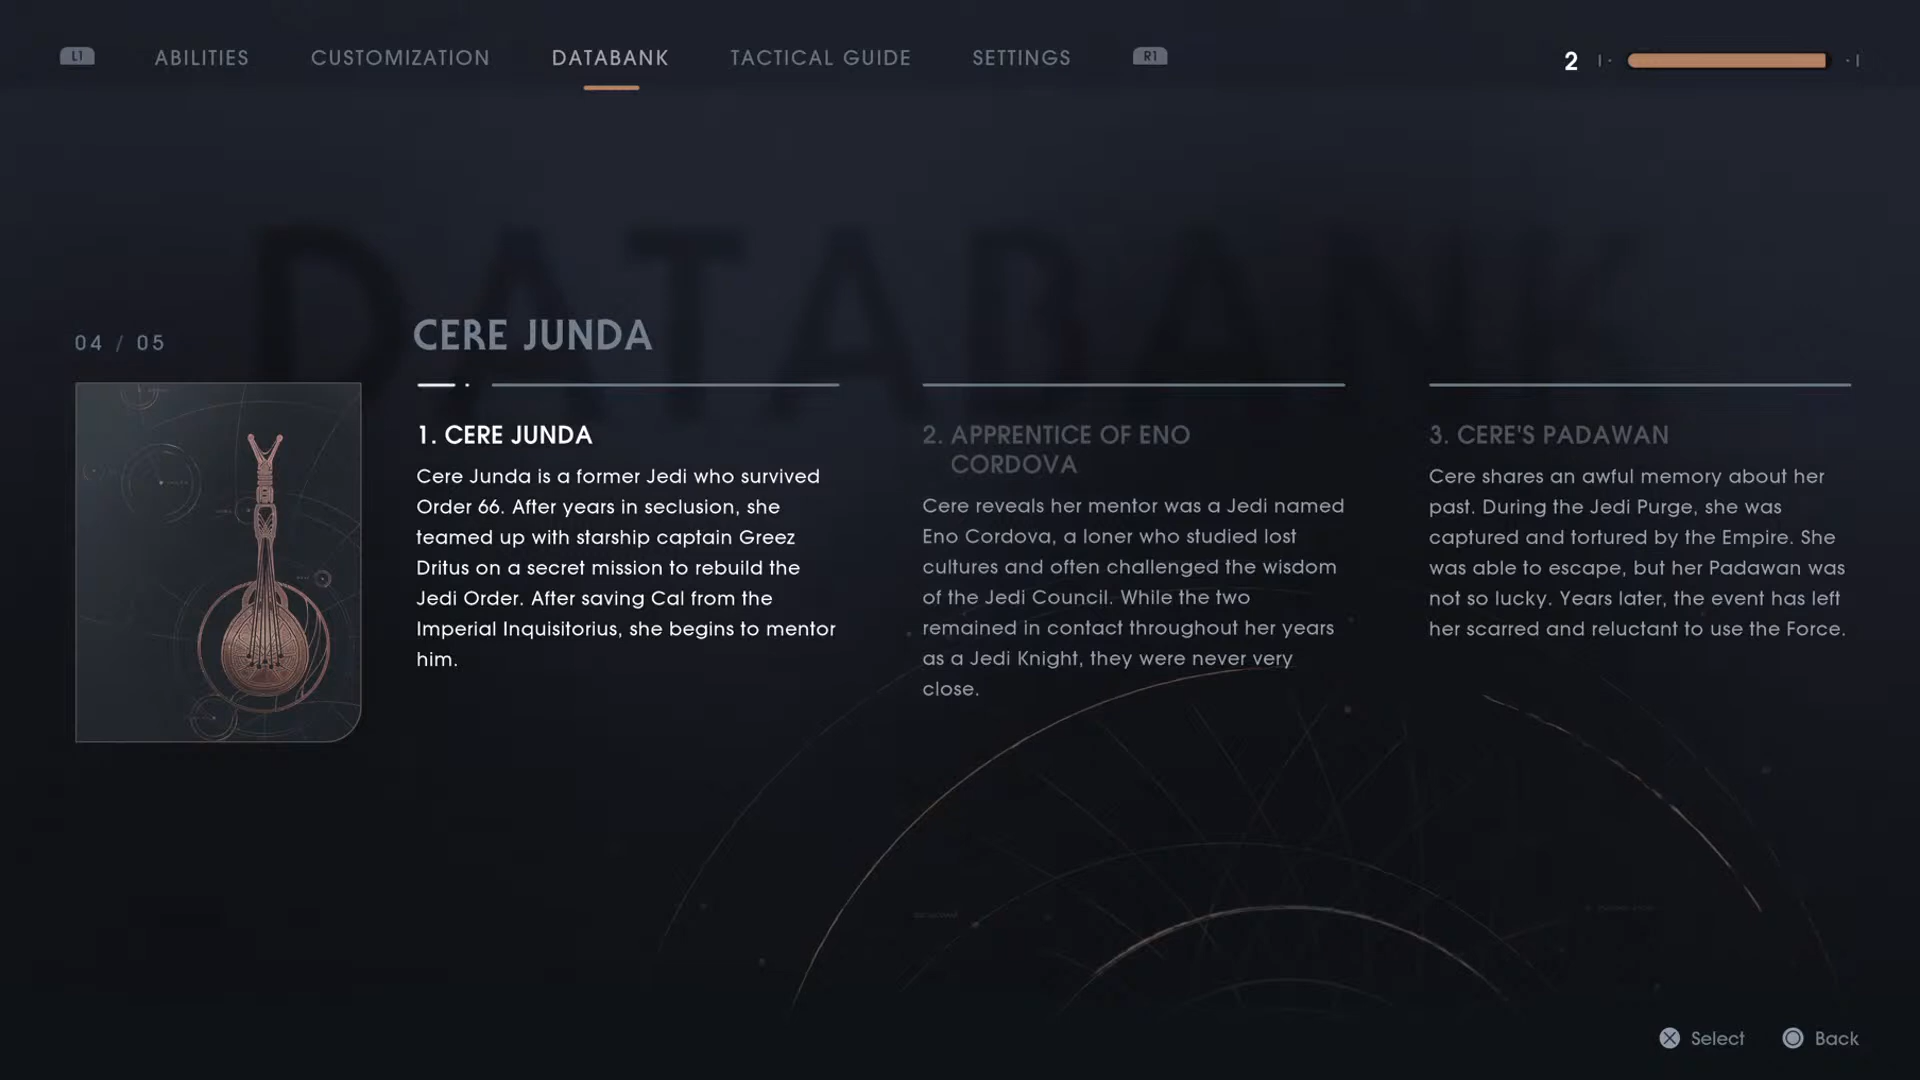 L1 ABILITIES CUSTOMIZATION DATABANK TACTICAL GUIDE SETTINGS R1 2
DATABANK
04 / 05
CERE JUNDA
1. CERE JUNDA
Cere Junda is a former Jedi who survived
Order 66. After years in seclusion, she
teamed up with starship captain Greez
Dritus on a secret mission to rebuild the
Jedi Order. After saving Cal from the
Imperial Inquisitorius, she begins to mentor
him.
2. APPRENTICE OF ENO
CORDOVA
Cere reveals her mentor was a Jedi named
Eno Cordova, a loner who studied lost
cultures and often challenged the wisdom
of the Jedi Council. While the two
remained in contact throughout her years
as a Jedi Knight, they were never very
close.
3. CERE'S PADAWAN
Cere shares an awful memory about her
past. During the Jedi Purge, she was
captured and tortured by the Empire. She
was able to escape, but her Padawan was
not so lucky. Years later, the event has left
her scarred and reluctant to use the Force.
Select Back